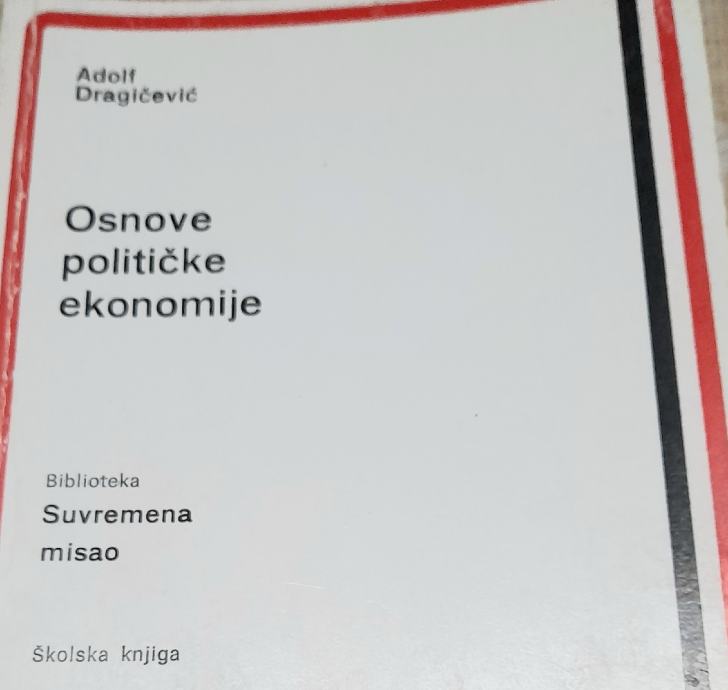 Adolf
Dragičević
Osnove
političke
ekonomije
Biblioteka
Suvremena
misao
Školska knjiga